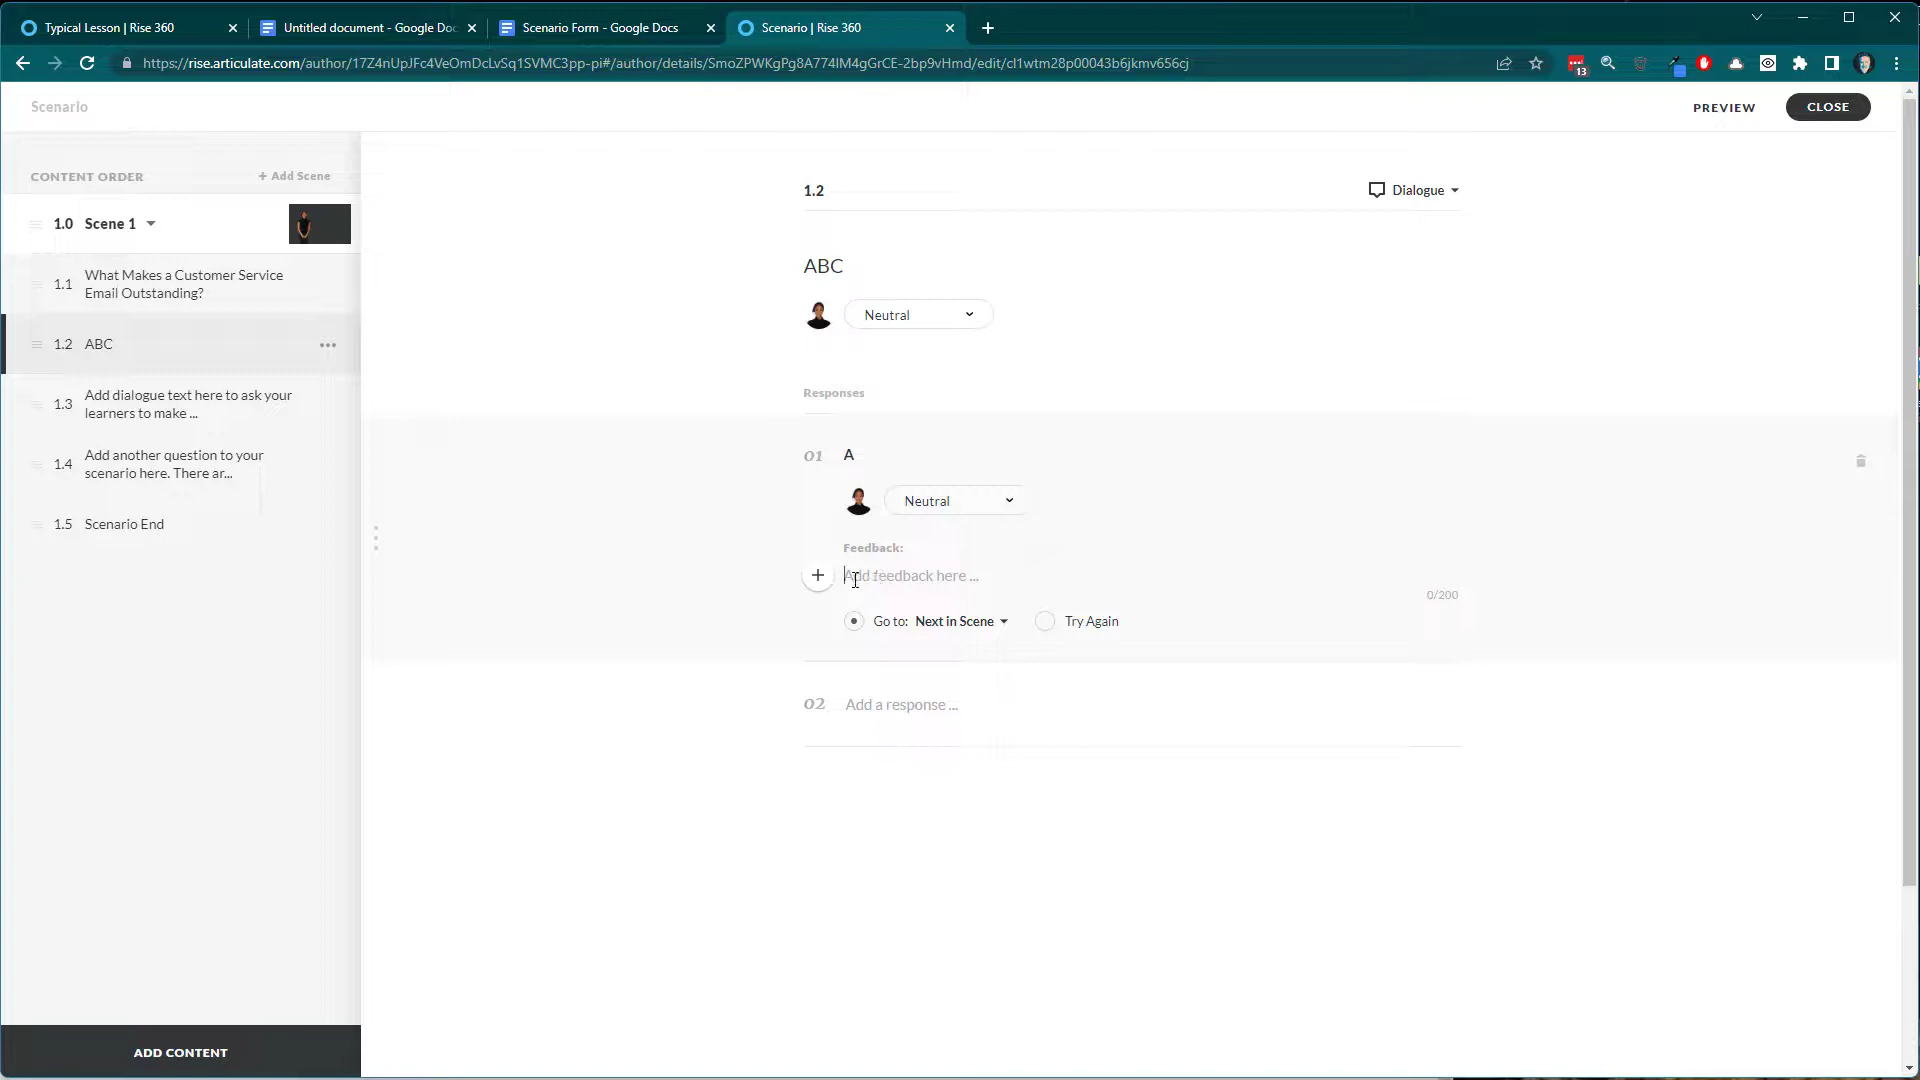 Typical Lesson | Rise 360
Untitled document - Google Doc
Scenario Form - Google Docs
Scenario | Rise 360
https://rise.articulate.com/author/17Z4nUpJFc4VeOmDcLvSq1SVMC3pp-pi#/author/details/SmoZPWKgPg8A774IM4gGrCE-2bp9vHmd/edit/cl1wtm28p00043b6jkmv656cj
13
Scenario
PREVIEW
CLOSE
CONTENT ORDER
+ Add Scene
1.0 Scene 1
1.1 What Makes a Customer Service
Email Outstanding?
1.2 ABC
1.3 Add dialogue text here to ask your
learners to make ...
1.4 Add another question to your
scenario here. There ar...
1.5 Scenario End
ADD CONTENT
1.2
Dialogue
ABC
Neutral
Responses
01 A
Neutral
Feedback:
Add feedback here ...
0/200
Go to: Next in Scene
Try Again
02 Add a response ...